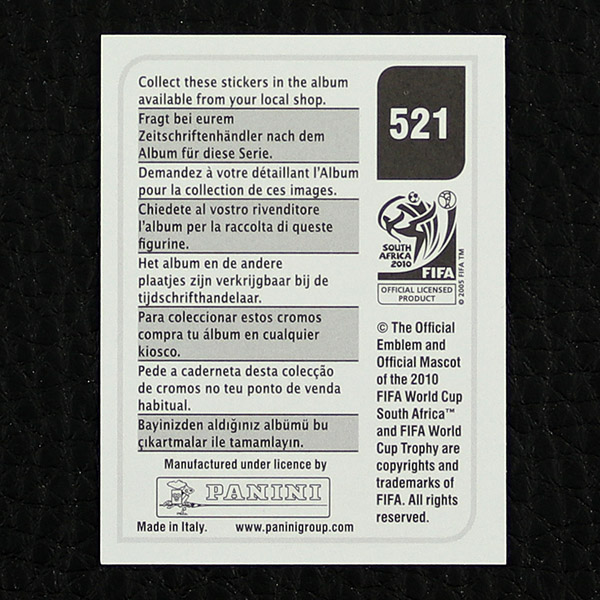 Collect these stickers in the album
available from your local shop.
Fragt bei eurem
Zeitschriftenhändler nach dem
Album für diese Serie.
Demandez à votre détaillant l'Album
pour la collection de ces images.
Chiedete al vostro rivenditore
l'album per la raccolta di queste
figurine.
Het album en de andere
plaatjes zijn verkrijgbaar bij de
tijdschrifthandelaar.
Para coleccionar estos cromos
compra tu álbum en cualquier
kiosco.
Pede a caderneta desta colecção
de cromos no teu ponto de venda
habitual.
Bayinizden aldığınız albümü bu
çıkartmalar ile tamamlayın.
Manufactured under licence by
PANINI
Made in Italy. www.paninigroup.com
521
SOUTH
AFRICA
2010
FIFA
OFFICIAL LICENSED
PRODUCT
© 2005 FIFA TM
© The Official
Emblem and
Official Mascot
of the 2010
FIFA World Cup
South Africa™
and FIFA World
Cup Trophy are
copyrights and
trademarks of
FIFA. All rights
reserved.